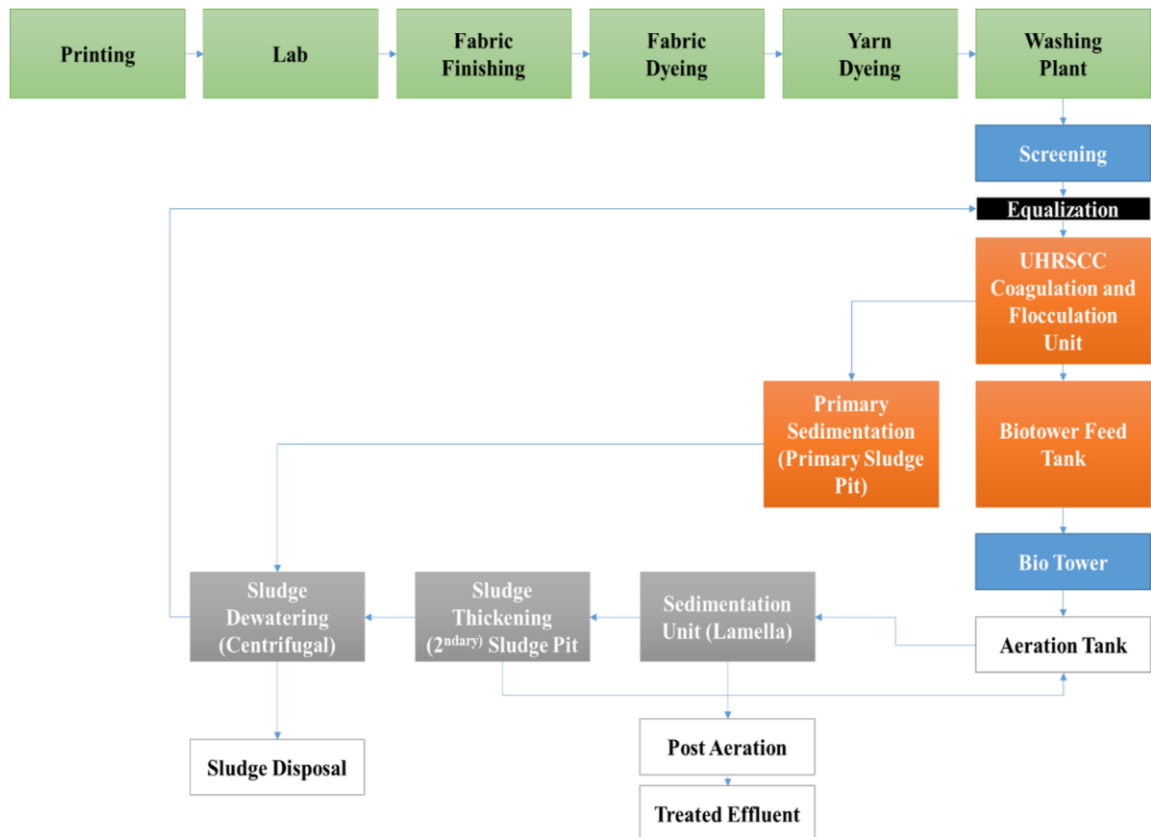 Printing
Lab
Fabric
Finishing
Fabric
Dyeing
Yarn
Dyeing
Washing
Plant
Screening
Equalization
UHRSCC
Coagulation and
Flocculation
Unit
Primary
Sedimentation
(Primary Sludge
Pit)
Biotower Feed
Tank
Bio Tower
Sludge
Dewatering
(Centrifugal)
Sludge
Thickening
(2ndary) Sludge Pit
Sedimentation
Unit (Lamella)
Aeration Tank
Sludge Disposal
Post Aeration
Treated Effluent